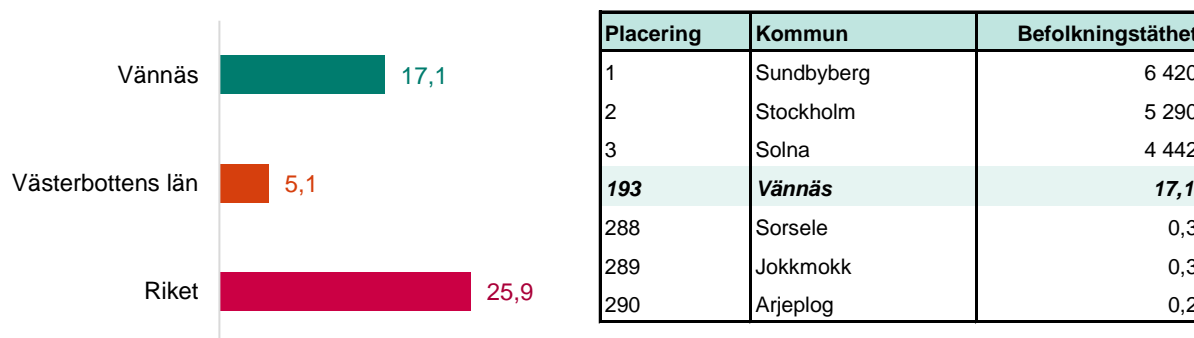 Vännäs 17,1
Västerbottens län 5,1
Riket 25,9
Placering Kommun Befolkningstäthet
1 Sundbyberg 6 420
2 Stockholm 5 290
3 Solna 4 442
193 Vännäs 17,1
288 Sorsele 0,3
289 Jokkmokk 0,3
290 Arjeplog 0,2